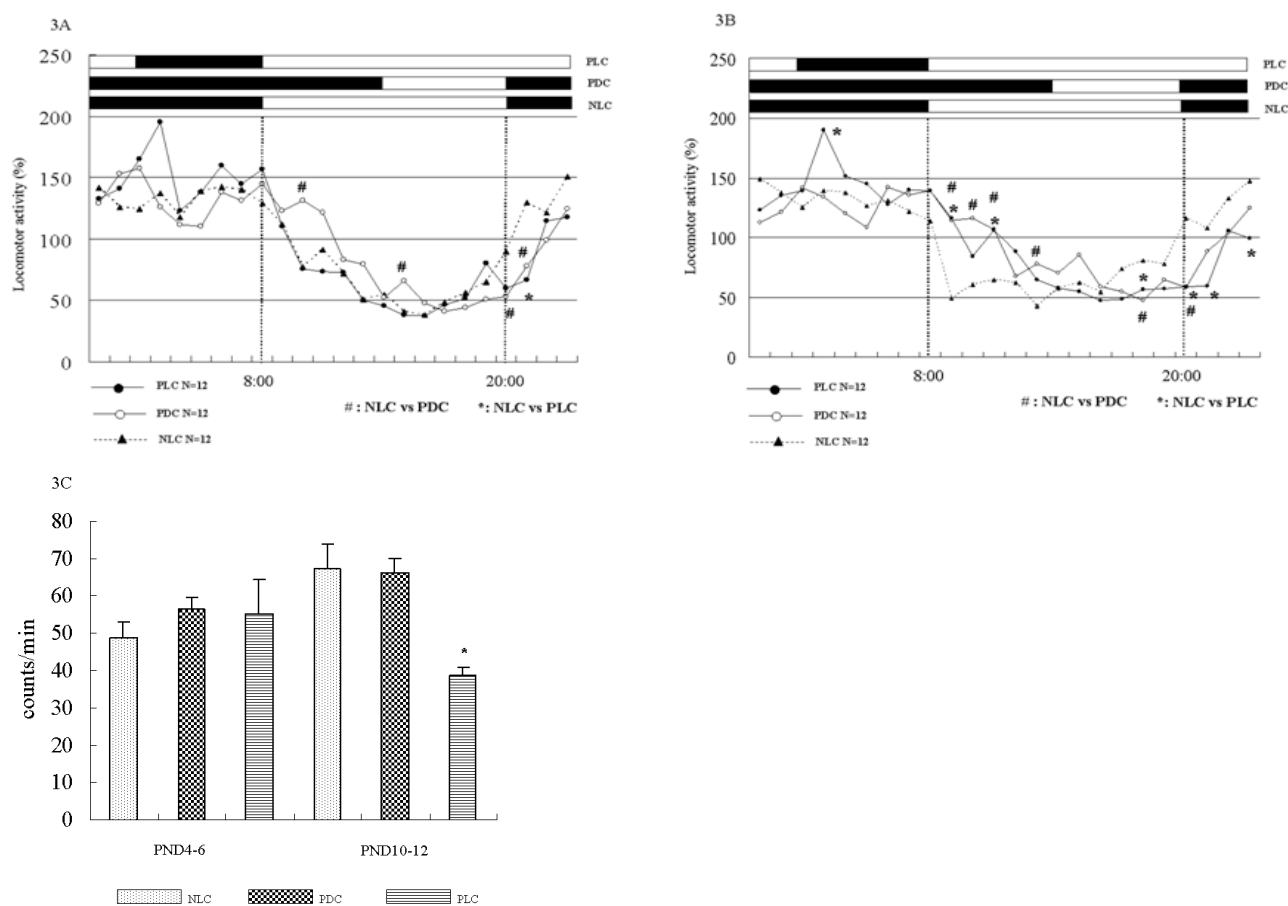 3A
250
200
150
100
50
0
Locomotor activity (%)
PLC
PDC
NLC
#
#
#
*
#
8:00
20:00
PLC N=12
PDC N=12
NLC N=12
# : NLC vs PDC
*: NLC vs PLC
3B
250
200
150
100
50
0
Locomotor activity (%)
PLC
PDC
NLC
*
#
*
#
#
*
#
*
#
*
#
*
*
8:00
20:00
PLC N=12
PDC N=12
NLC N=12
# : NLC vs PDC
*: NLC vs PLC
3C
80
70
60
50
40
30
20
10
0
counts/min
*
PND4-6
PND10-12
NLC
PDC
PLC